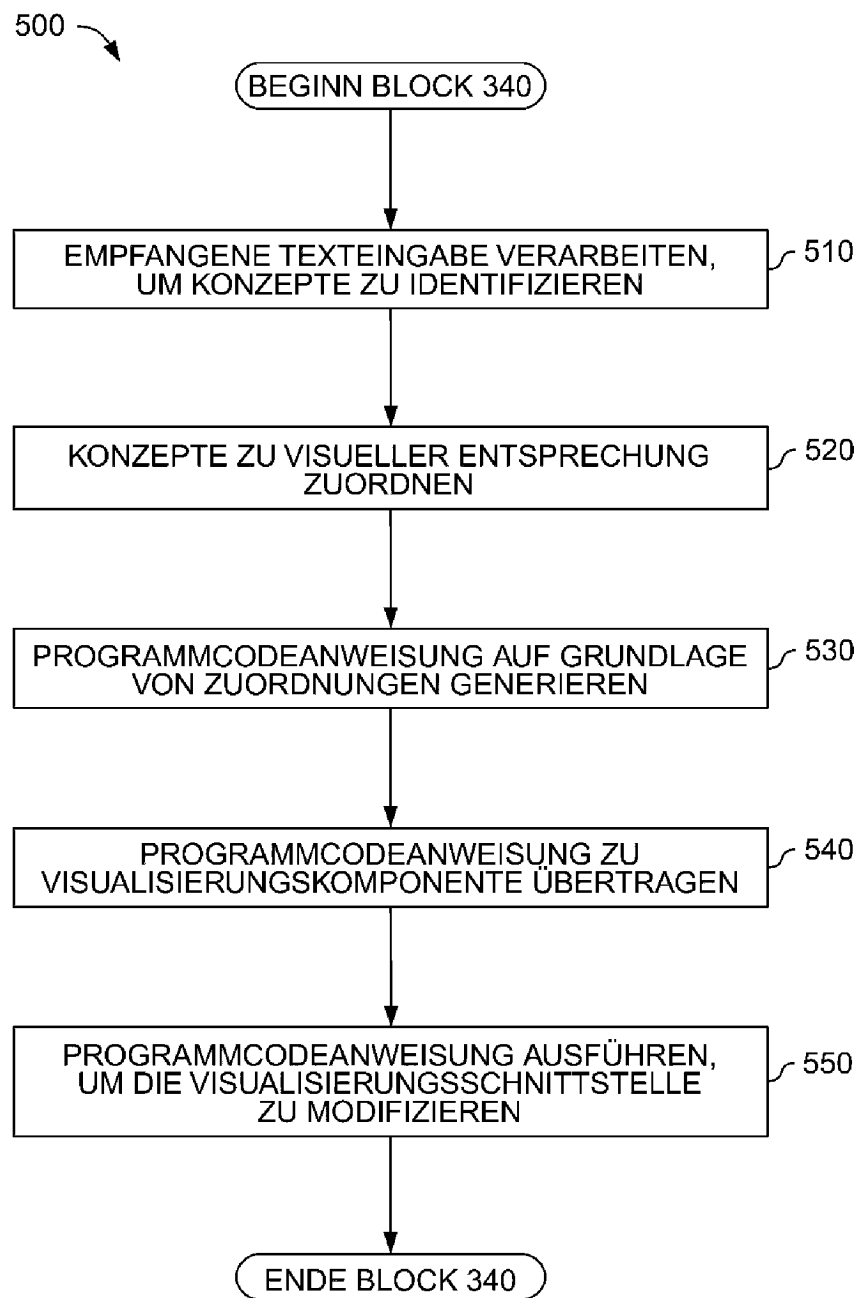 500
BEGINN BLOCK 340
EMPFANGENE TEXTEINGABE VERARBEITEN,
UM KONZEPTE ZU IDENTIFIZIEREN
510
KONZEPTE ZU VISUELLER ENTSPRECHUNG
ZUORDNEN
520
PROGRAMMCODEANWEISUNG AUF GRUNDLAGE
VON ZUORDNUNGEN GENERIEREN
530
PROGRAMMCODEANWEISUNG ZU
VISUALISIERUNGSKOMPONENTE ÜBERTRAGEN
540
PROGRAMMCODEANWEISUNG AUSFÜHREN,
UM DIE VISUALISIERUNGSSCHNITTSTELLE
ZU MODIFIZIEREN
550
ENDE BLOCK 340